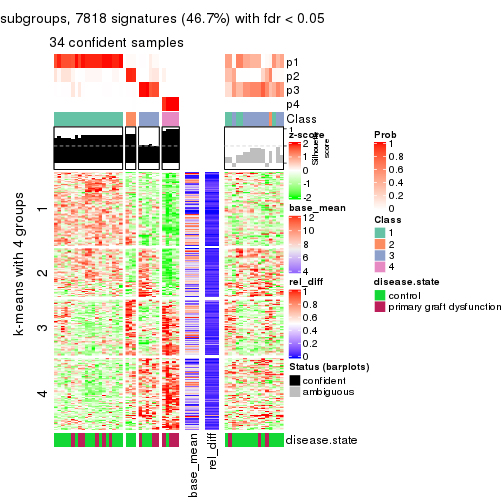 subgroups, 7818 signatures (46.7%) with fdr < 0.05
34 confident samples
p1
p2
p3
p4
Class
1
Silhouette
score
k-means with 4 groups
1
2
3
4
disease.state
base_mean
rel_diff
z-score
2
1
0
-1
-2
base_mean
12
10
8
6
4
rel_diff
1
0.8
0.6
0.4
0.2
0
Status (barplots)
confident
ambiguous
Prob
1
0.8
0.6
0.4
0.2
0
Class
1
2
3
4
disease.state
control
primary graft dysfunction